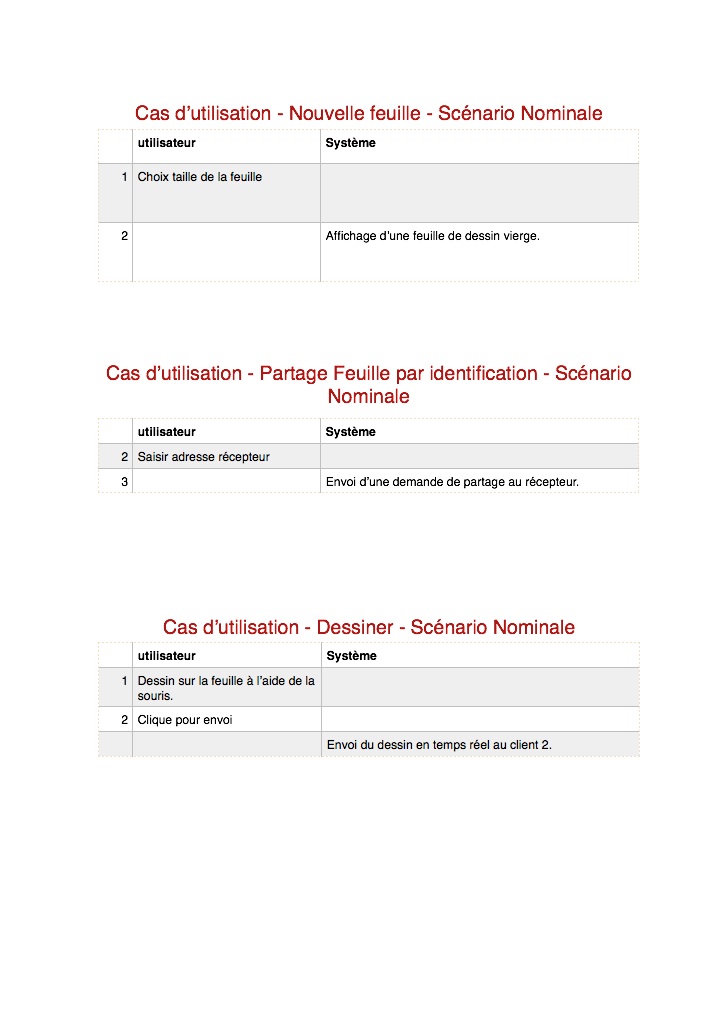 Cas d’utilisation - Nouvelle feuille - Scénario Nominale
utilisateur Système
1 Choix taille de la feuille
2 Affichage d’une feuille de dessin vierge.
Cas d’utilisation - Partage Feuille par identification - Scénario
Nominale
utilisateur Système
2 Saisir adresse récepteur
3 Envoi d’une demande de partage au récepteur.
Cas d’utilisation - Dessiner - Scénario Nominale
utilisateur Système
1 Dessin sur la feuille à l’aide de la
souris.
2 Clique pour envoi
Envoi du dessin en temps réel au client 2.